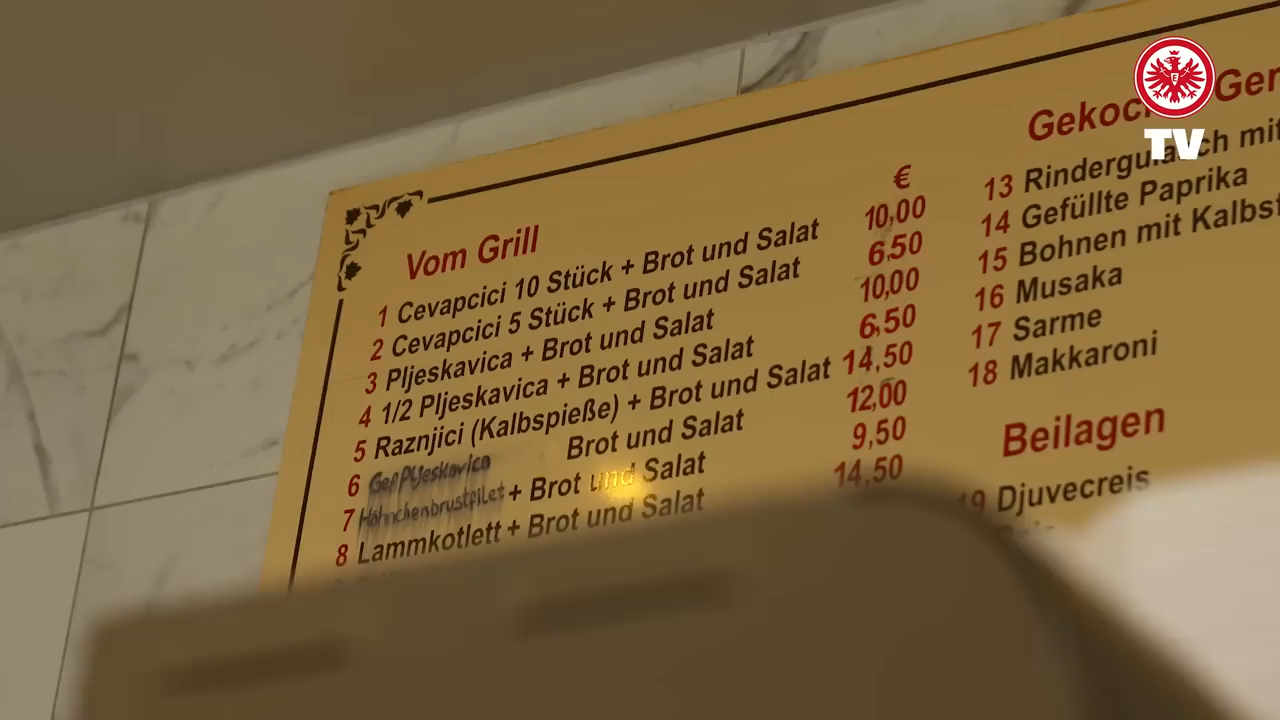 TV
Vom Grill
€
1 Cevapcici 10 Stück + Brot und Salat 10,00
2 Cevapcici 5 Stück + Brot und Salat 6,50
3 Pljeskavica + Brot und Salat 10,00
4 1/2 Pljeskavica + Brot und Salat 6,50
5 Raznjici (Kalbspieße) + Brot und Salat 14,50
6 Gef Pljeskavica Brot und Salat 12,00
7 Hähnchenbrustfilet + Brot und Salat 9,50
8 Lammkotlett + Brot und Salat 14,50
13 Rindergulasch mit
14 Gefüllte Paprika
15 Bohnen mit
16 Musaka
17 Sarme
18 Makkaroni
Beilagen
19 Djuvecreis